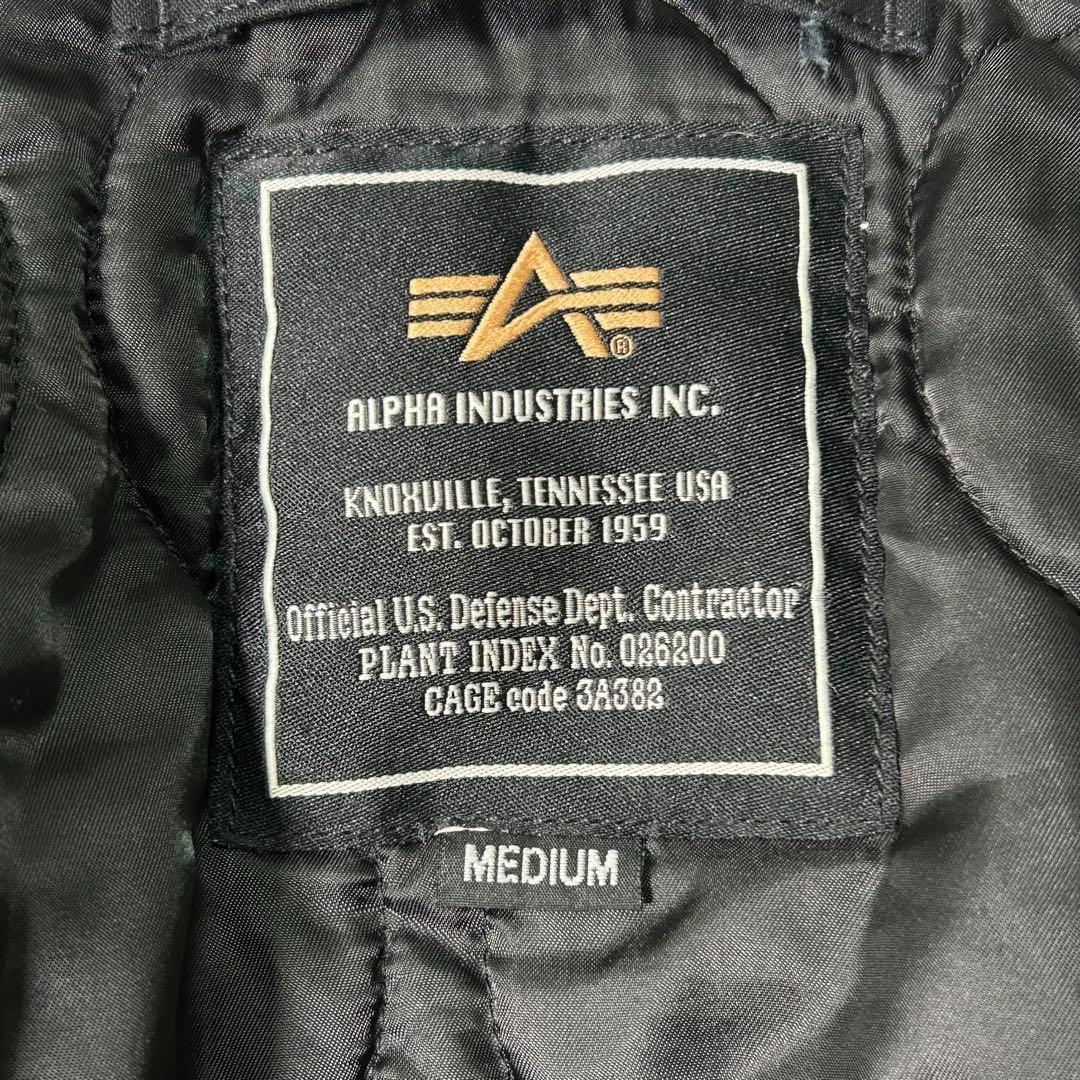 ®
ALPHA INDUSTRIES INC.
KNOXVILLE, TENNESSEE USA
EST. OCTOBER 1959
Official U.S. Defense Dept. Contractor
PLANT INDEX No. 026200
CAGE code 3A382
MEDIUM